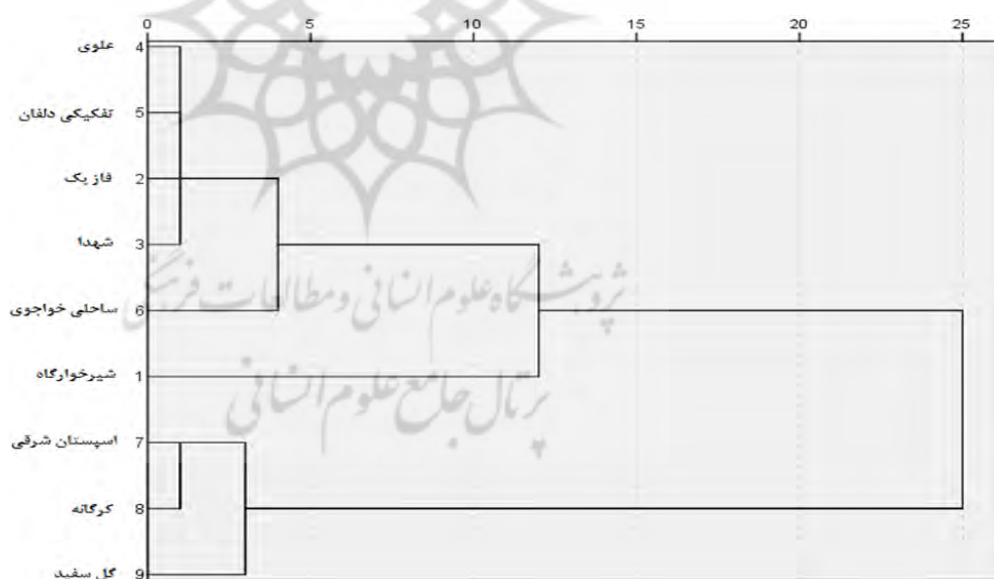 0 5 10 15 20 25
علوی 4
تفکیکی دلفان 5
فاز یک 2
شهدا 3
ساحلی خواجوی 6
شیرخوارگاه 1
اسپستان شرقی 7
کرگانه 8
گل سفید 9
پژوهشگاه علوم انسانی و مطالعات فرهنگی
پرتال جامع علوم انسانی